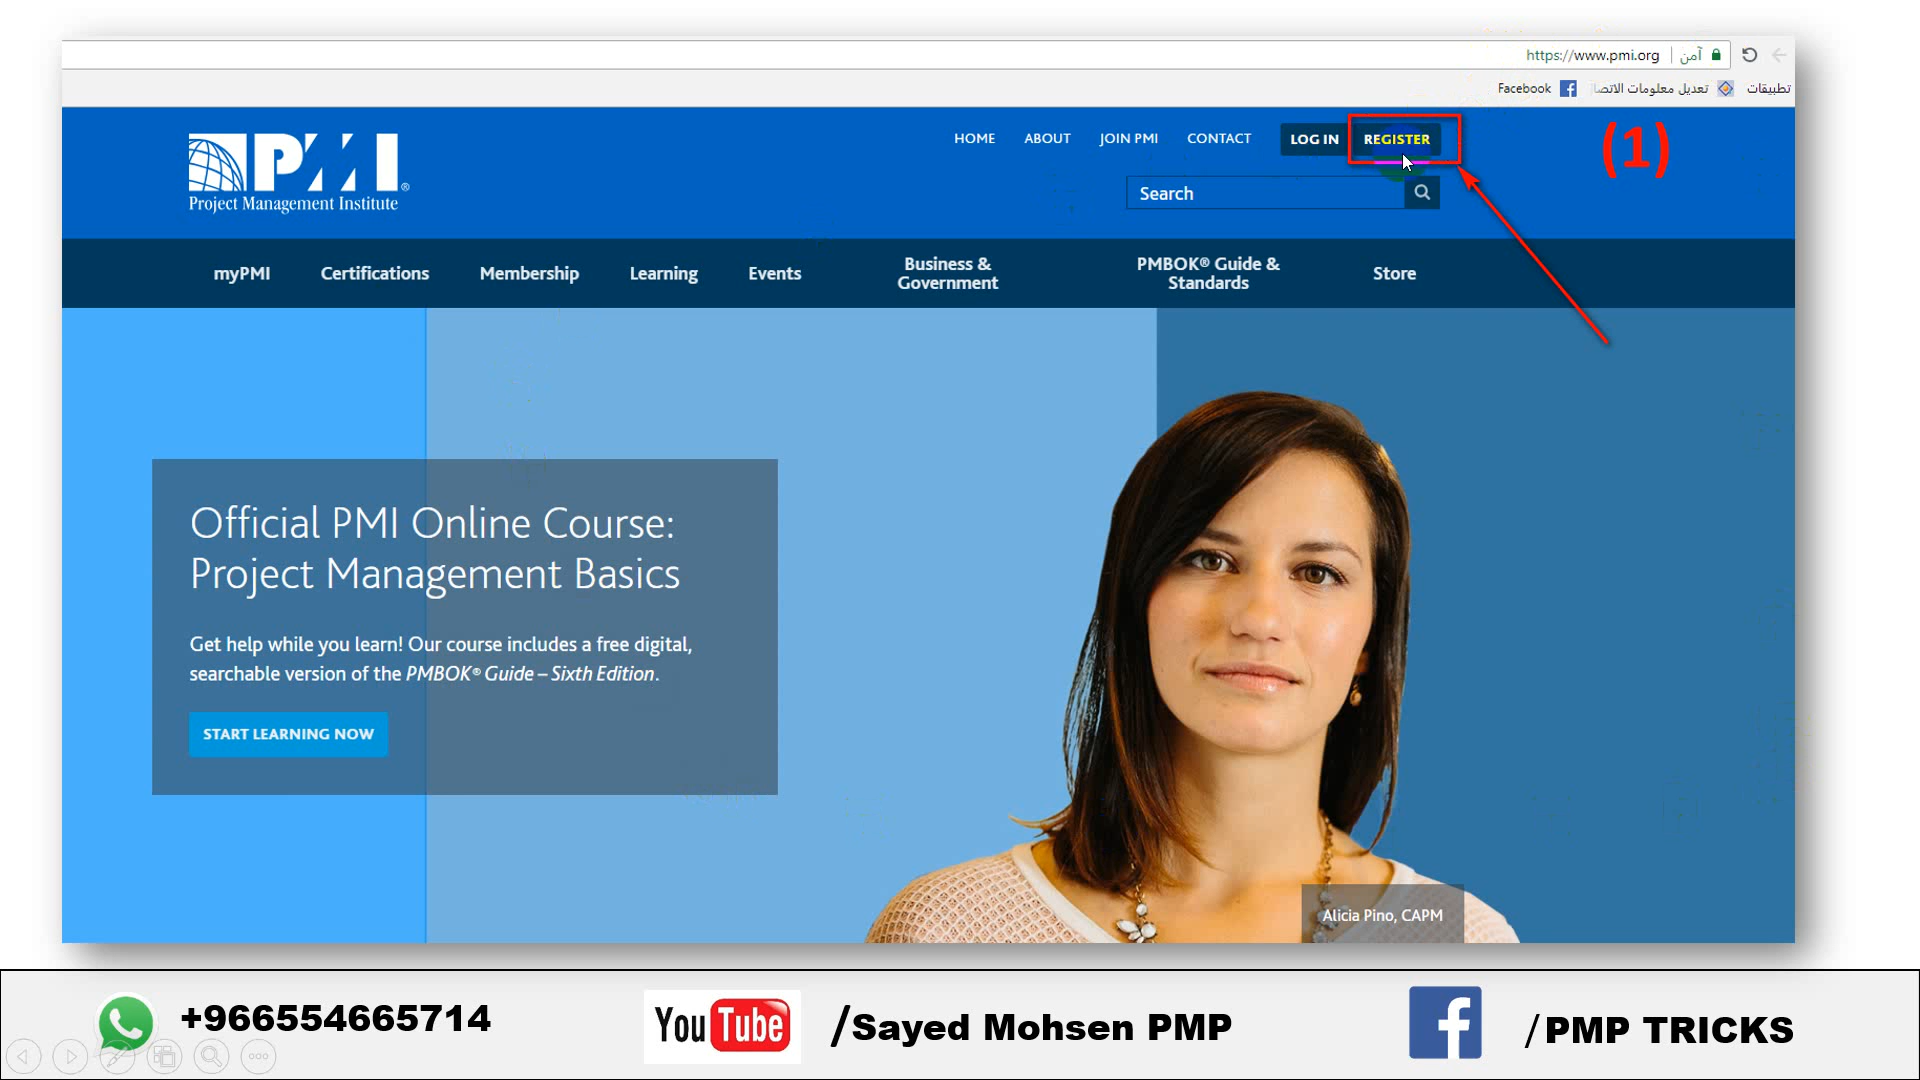 https://www.pmi.org
آمن
Facebook
تعديل معلومات الاتصا
تطبيقات
PMI®
Project Management Institute
HOME ABOUT JOIN PMI CONTACT LOG IN REGISTER
(1)
Search
myPMI Certifications Membership Learning Events Business & Government PMBOK® Guide & Standards Store
Official PMI Online Course:
Project Management Basics
Get help while you learn! Our course includes a free digital,
searchable version of the PMBOK® Guide – Sixth Edition.
START LEARNING NOW
Alicia Pino, CAPM
+966554665714
YouTube
/Sayed Mohsen PMP
f
/PMP TRICKS